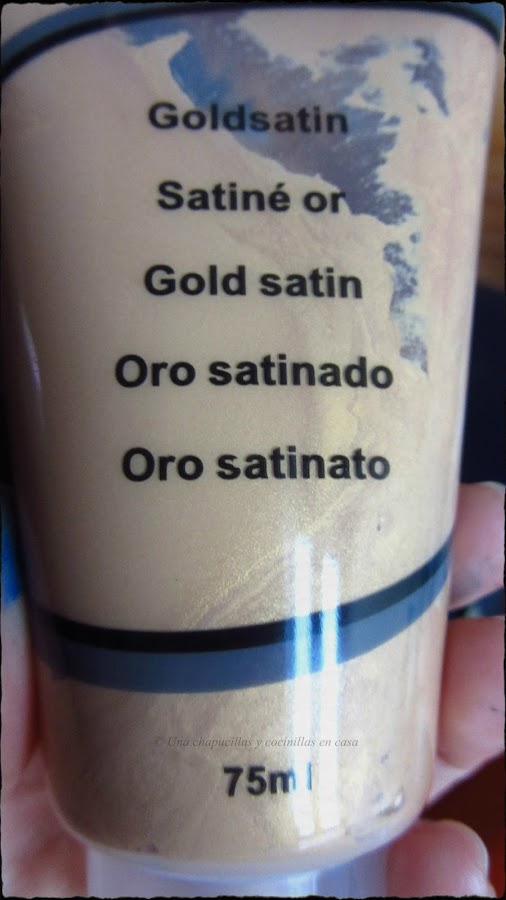 Goldsatin
Satiné or
Gold satin
Oro satinado
Oro satinato
© Una chapucillas y cocinillas en casa
75ml